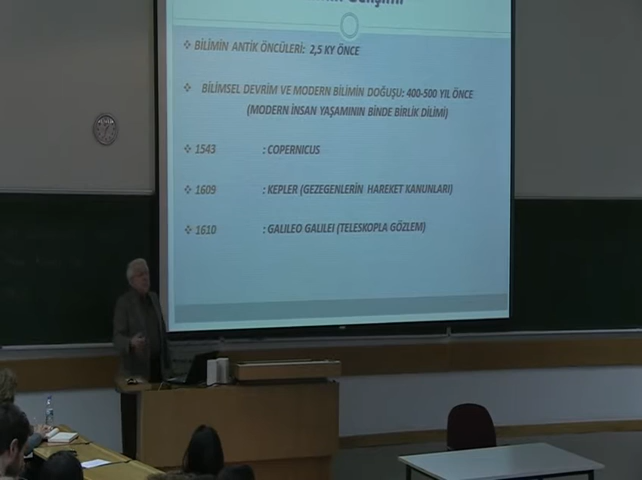 Gelişimi
BİLİMİN ANTİK ÖNCÜLERİ: 2,5 KY ÖNCE
BİLİMSEL DEVRİM VE MODERN BİLİMİN DOĞUŞU: 400-500 YIL ÖNCE
(MODERN İNSAN YAŞAMININ BİNDE BİRLİK DİLİMİ)
1543 : COPERNICUS
1609 : KEPLER (GEZEGENLERİN HAREKET KANUNLARI)
1610 : GALILEO GALILEI (TELESKOPLA GÖZLEM)